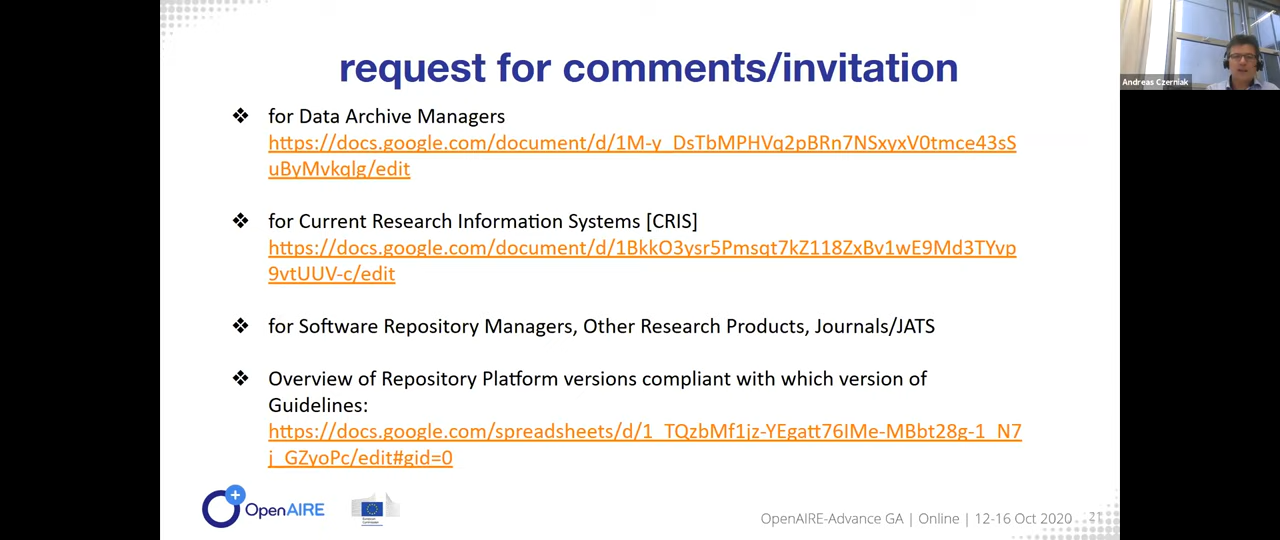 request for comments/invitation
Andreas Czerniak
❖ for Data Archive Managers
https://docs.google.com/document/d/1M-y_DsTbMPHVq2pBRn7NSxyxV0tmce43sS
uByMvkqlg/edit
❖ for Current Research Information Systems [CRIS]
https://docs.google.com/document/d/1BkkO3ysr5Pmsqt7kZ118ZxBv1wE9Md3TYvp
9vtUUV-c/edit
❖ for Software Repository Managers, Other Research Products, Journals/JATS
❖ Overview of Repository Platform versions compliant with which version of
Guidelines:
https://docs.google.com/spreadsheets/d/1_TQzbMf1jz-YEgatt76IMe-MBbt28g-1_N7
j_GZyoPc/edit#gid=0
OpenAIRE
European
Commission
OpenAIRE-Advance GA | Online | 12-16 Oct 2020
21